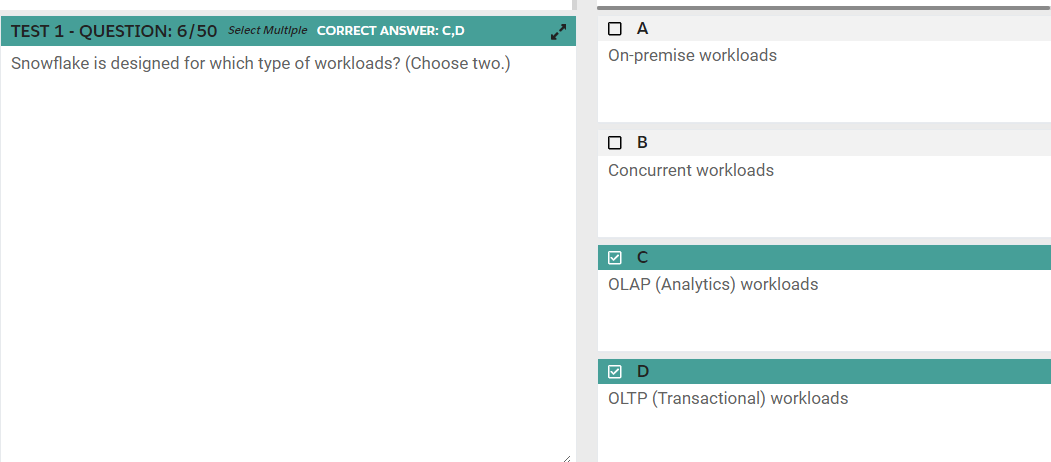 TEST 1 - QUESTION: 6/50 Select Multiple CORRECT ANSWER: C,D
Snowflake is designed for which type of workloads? (Choose two.)
A
On-premise workloads
B
Concurrent workloads
C
OLAP (Analytics) workloads
D
OLTP (Transactional) workloads